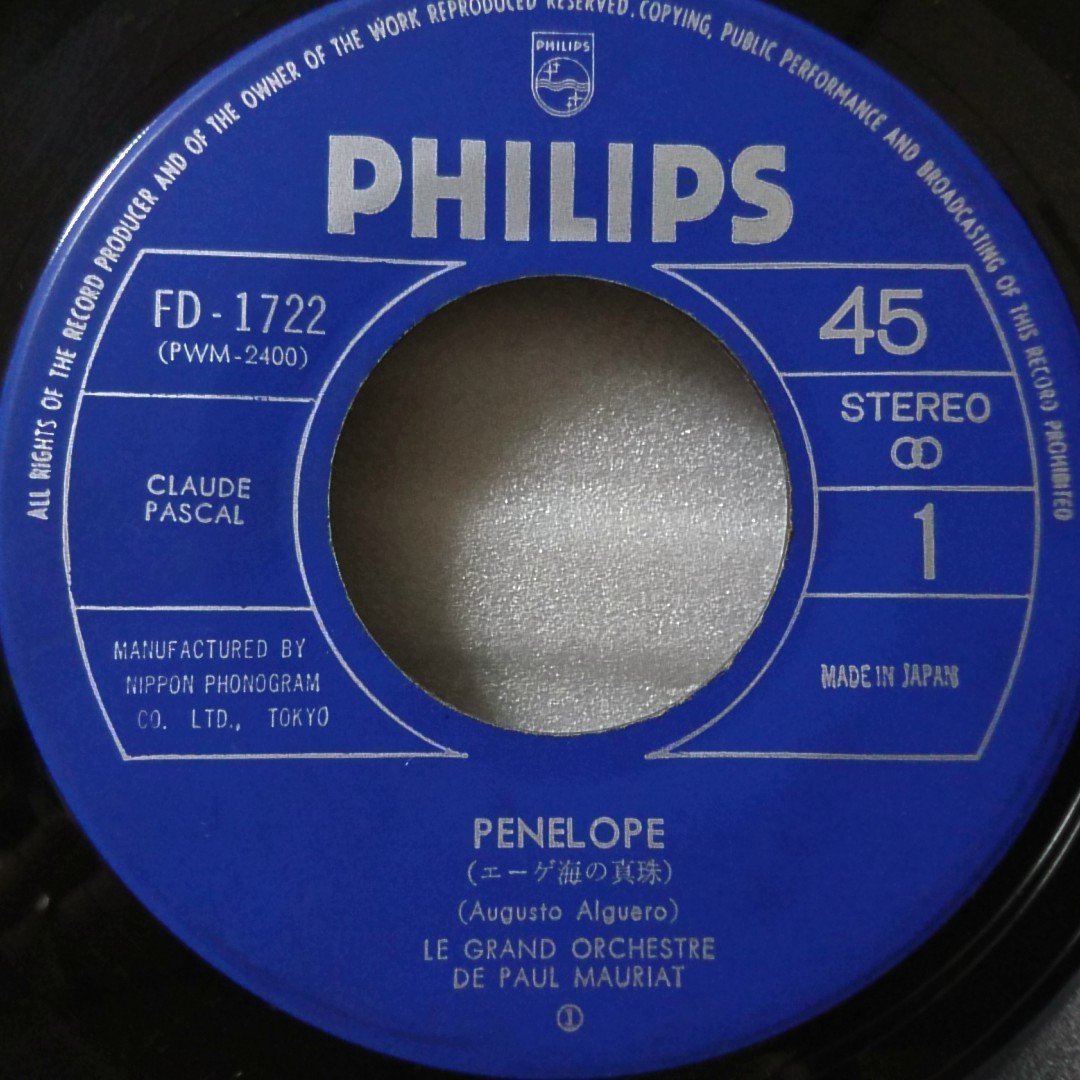 ALL RIGHTS OF THE RECORD PRODUCER AND OF THE OWNER OF THE WORK REPRODUCED RESERVED. COPYING, PUBLIC PERFORMANCE AND BROADCASTING OF THIS RECORD PROHIBITED
PHILIPS
PHILIPS
FD-1722
(PWM-2400)
CLAUDE
PASCAL
MANUFACTURED BY
NIPPON PHONOGRAM
CO. LTD., TOKYO
45
STEREO
1
MADE IN JAPAN
PENELOPE
(エーゲ海の真珠)
(Augusto Alguero)
LE GRAND ORCHESTRE
DE PAUL MAURIAT
①